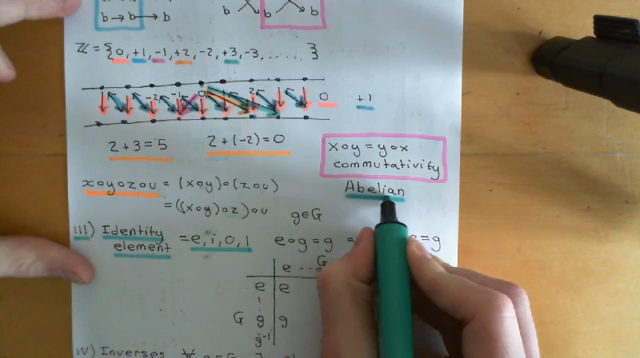 b → b → b
b b
ℤ = {0, +1, -1, +2, -2, +3, -3, ...... }
0 +1
2+3=5 2+(-2)=0
x∘y=y∘x
commutativity
x∘y∘z∘u = (x∘y)∘(z∘u)
Abelian
= ((x∘y)∘z)∘u
g∈G
iii) Identity element = e, i, 0, 1
e∘g=g
=g
e ... G
e e
G g g
g⁻¹
iv) Inverses